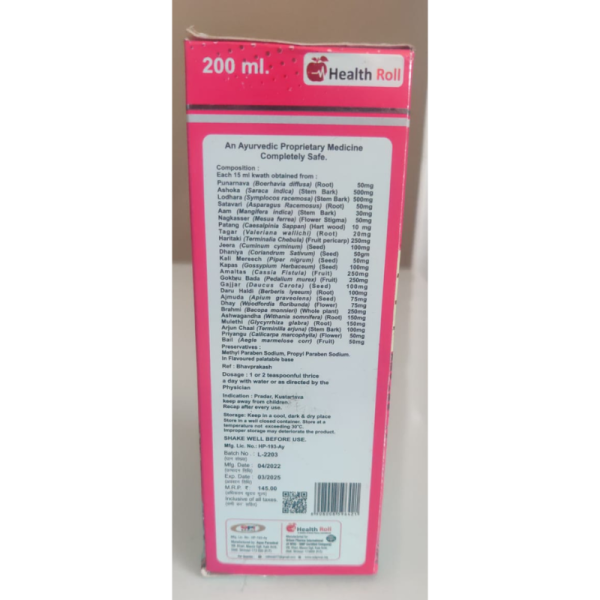 200 ml.
Health Roll
An Ayurvedic Proprietary Medicine
Completely Safe.
Composition :
Each 15 ml kwath obtained from :
Punarnava (Boerhavia diffusa) (Root) 50mg
Ashoka (Saraca indica) (Stem Bark) 500mg
Lodhara (Symplocos racemosa) (Stem Bark) 500mg
Satavari (Asparagus Racemosus) (Root) 50mg
Aam (Mangifera indica) (Stem Bark) 30mg
Nagkesser (Mesua ferrea) (Flower Stigms) 50mg
Patang (Cassalpinia Sappan) (Hart wood) 10 mg
Tagar (Valeriana wallichi) (Root) 20mg
Haritaki (Terminalia Chebula) (Fruit pericarp) 250mg
Jeera (Cuminum cyminum) (Seed) 100mg
Dhaniya (Coriandrum Sativum) (Seed) 50gm
Kali Mereech (Piper nigrum) (Seed) 50mg
Kapas (Gossypium Herbaceum) (Seed) 100mg
Amaltas (Cassia Fistula) (Fruit) 250mg
Goktau Bada (Pedalium murex) (Fruit) 250mg
Gajjar (Deucus Carota) (Seed) 100mg
Daru Haldi (Berberis lyceum) (Root) 100mg
Ajmuda (Apium graveolens) (Seed) 75mg
Dhay (Woodfordia floribunda) (Flower) 75mg
Brahmi (Bacopa monnieri) (Whole plant) 250mg
Ashwagandha (Withania somnifera) (Root) 150mg
Mulethi (Glycyrrhiza glabra) (Root) 150mg
Arjun Chaal (Terminilia arjuna) (Stem Bark) 100mg
Priyangu (Calicarpa marcophylla) (Flower) 50mg
Bail (Aegle marmelosa corr) (Fruit) 50mg
Preservatives :
Methyl Paraben Sodium, Propyl Paraben Sodium.
In Flavoured palatable base
Ref : Bhavprakash
Dosage : 1 or 2 teaspoonful thrice
a day with water or as directed by the
Physician
Indication : Prader, Kastartava
keep away from children.
Recap after every use.
Storage: Keep in a cool, dark & dry place
Store in a well closed container. Store at a
temperature not exceeding 30°C.
Improper storage may deteriorate the product.
SHAKE WELL BEFORE USE.
Mfg. Lic. No.: HP-193-Ay
Batch No : L-2203
Mfg. Date : 04/2022
Exp. Date : 03/2025
M.R.P. ₹ : 145.00
Inclusive of all taxes
Health Roll